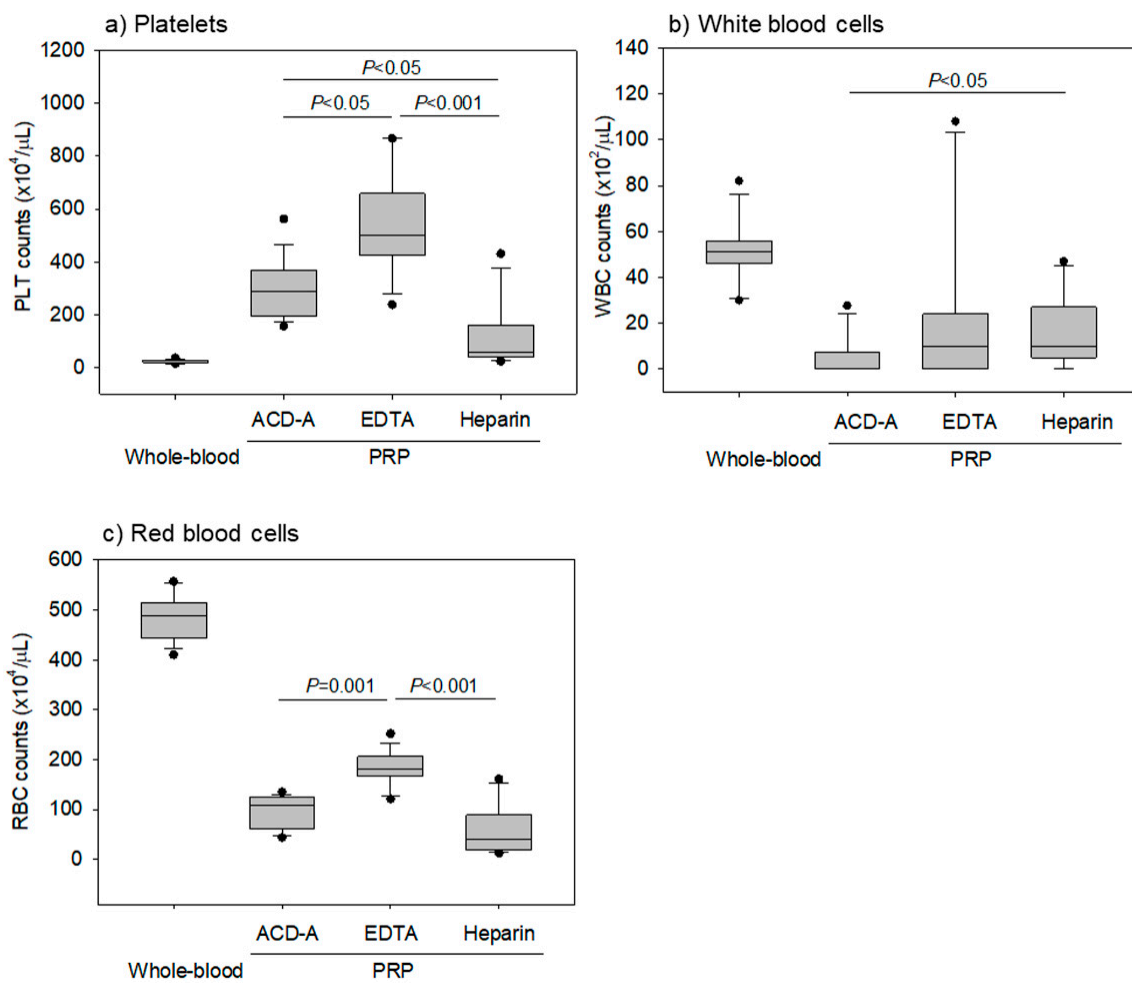 a) Platelets
1200
1000
800
600
400
200
0
PLT counts (x10⁴/μL)
P<0.05
P<0.05 P<0.001
ACD-A EDTA Heparin
Whole-blood PRP
b) White blood cells
140
120
100
80
60
40
20
0
WBC counts (x10²/μL)
P<0.05
ACD-A EDTA Heparin
Whole-blood PRP
c) Red blood cells
600
500
400
300
200
100
0
RBC counts (x10⁴/μL)
P=0.001 P<0.001
ACD-A EDTA Heparin
Whole-blood PRP